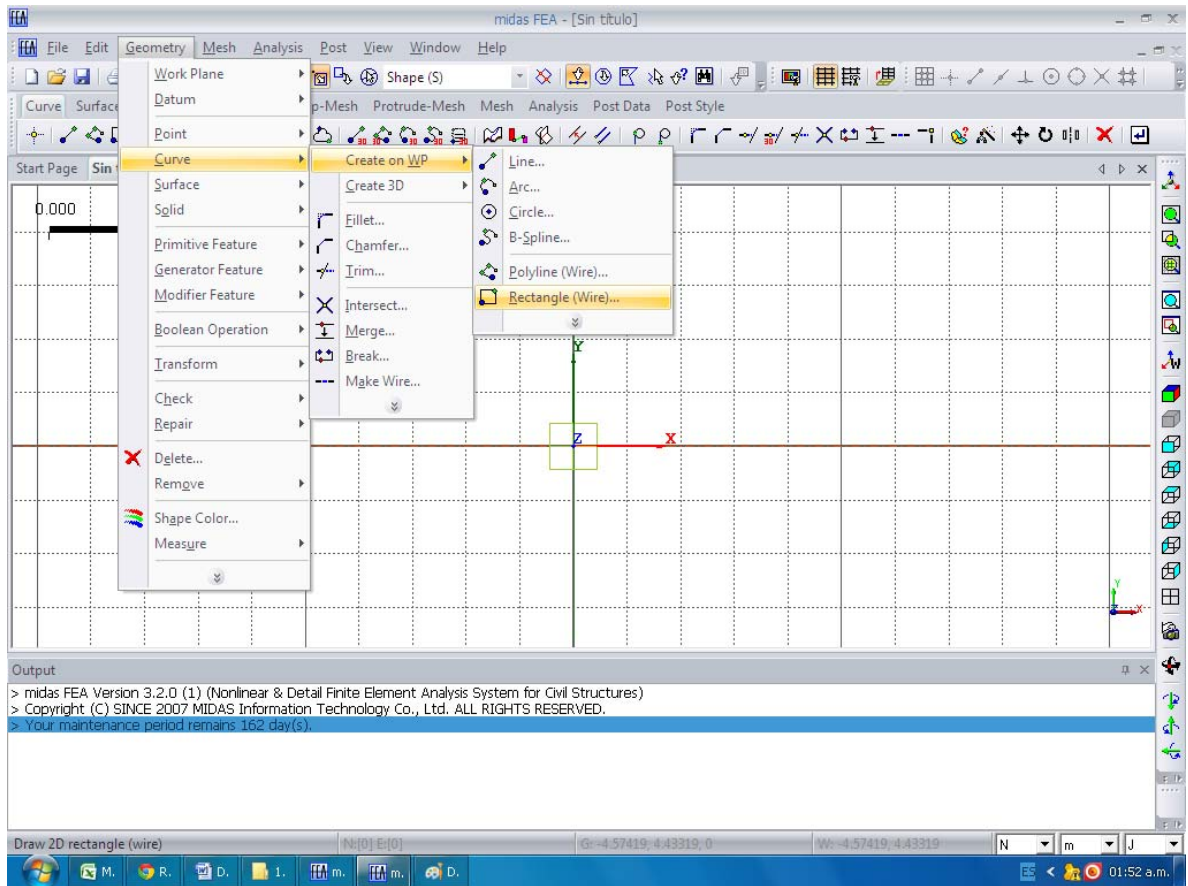 midas FEA - [Sin título]
File Edit Geometry Mesh Analysis Post View Window Help
Shape (S)
Curve Surface p-Mesh Protrude-Mesh Mesh Analysis Post Data Post Style
Start Page Sin
0.000
Work Plane
Datum
Point
Curve
Surface
Solid
Primitive Feature
Generator Feature
Modifier Feature
Boolean Operation
Transform
Check
Repair
Delete...
Remove
Shape Color...
Measure
Create on WP
Create 3D
Fillet...
Chamfer...
Trim...
Intersect...
Merge...
Break...
Make Wire...
Line...
Arc...
Circle...
B-Spline...
Polyline (Wire)...
Rectangle (Wire)...
Y
Z
X
Y
Z
X
Output
> midas FEA Version 3.2.0 (1) (Nonlinear & Detail Finite Element Analysis System for Civil Structures)
> Copyright (C) SINCE 2007 MIDAS Information Technology Co., Ltd. ALL RIGHTS RESERVED.
> Your maintenance period remains 162 day(s).
Draw 2D rectangle (wire) N:[0] E:[0] G: -4.57419, 4.43319, 0 W: -4.57419, 4.43319 N m J
M. R. D. 1. m. m. D. ES 01:52 a.m.